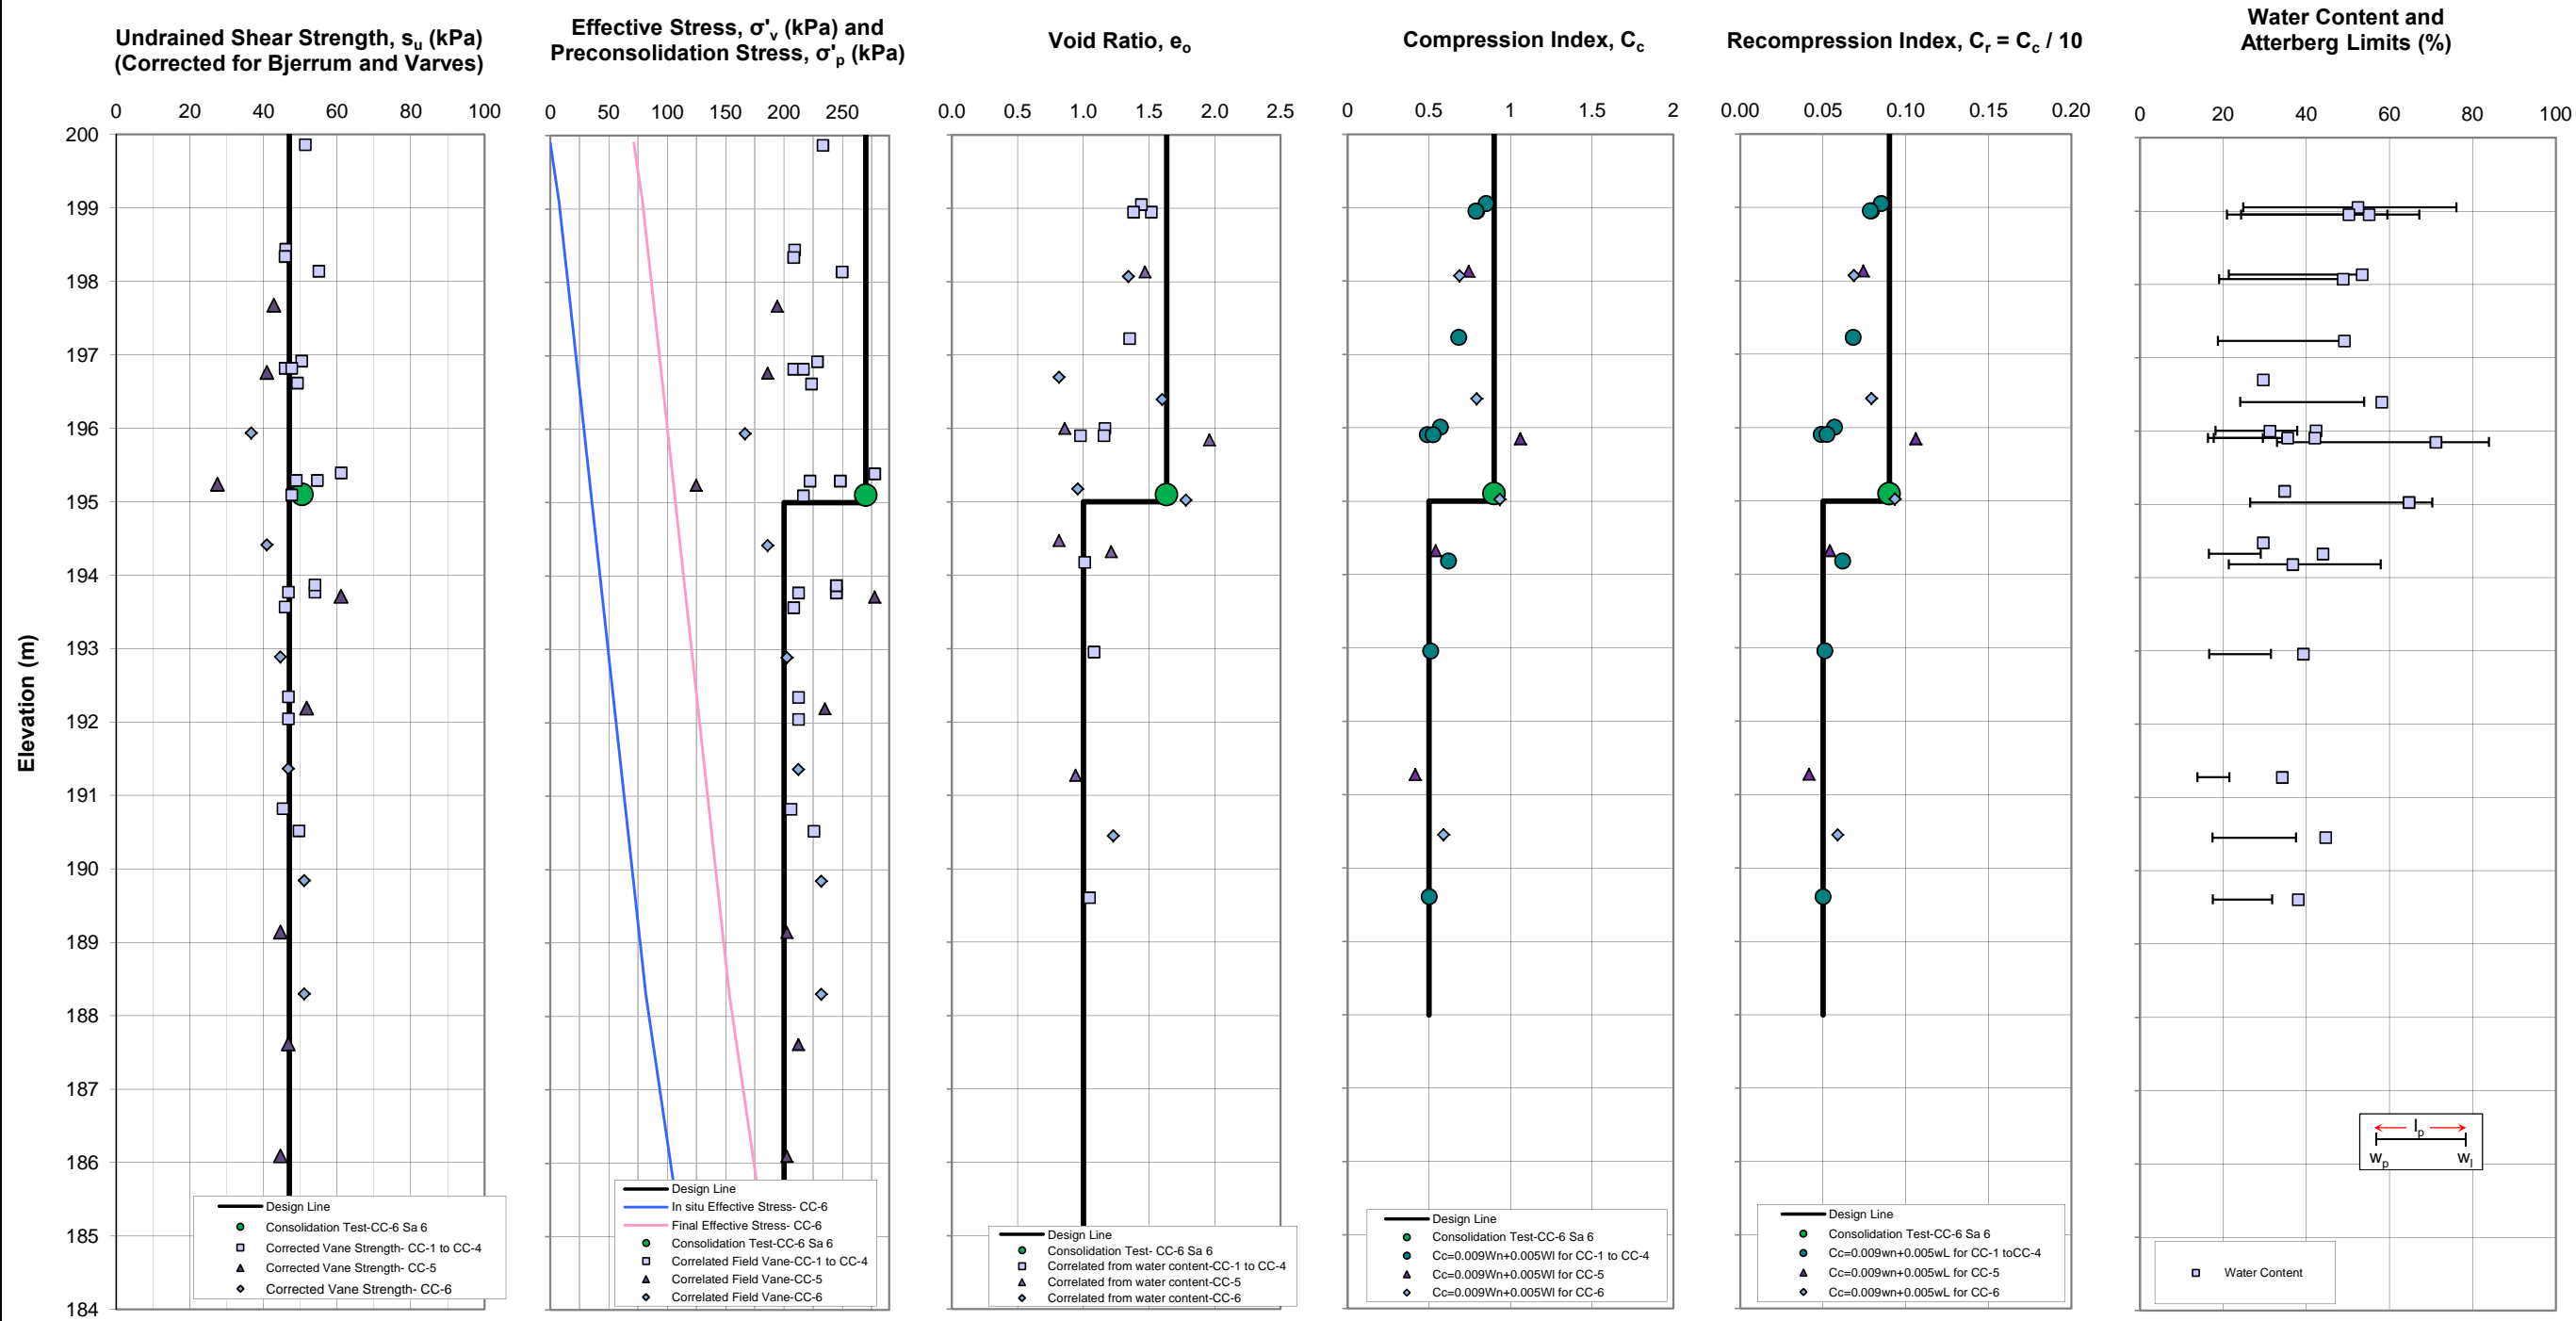 Undrained Shear Strength, su (kPa)
(Corrected for Bjerrum and Varves)
Effective Stress, σ'v (kPa) and
Preconsolidation Stress, σ'p (kPa)
Void Ratio, eo
Compression Index, Cc
Recompression Index, Cr = Cc / 10
Water Content and
Atterberg Limits (%)
0 20 40 60 80 100
0 50 100 150 200 250
0.0 0.5 1.0 1.5 2.0 2.5
0 0.5 1 1.5 2
0.00 0.05 0.10 0.15 0.20
0 20 40 60 80 100
Elevation (m)
200
199
198
197
196
195
194
193
192
191
190
189
188
187
186
185
184
Design Line
Consolidation Test-CC-6 Sa 6
Corrected Vane Strength- CC-1 to CC-4
Corrected Vane Strength- CC-5
Corrected Vane Strength- CC-6
Design Line
In situ Effective Stress- CC-6
Final Effective Stress- CC-6
Consolidation Test-CC-6 Sa 6
Correlated Field Vane-CC-1 to CC-4
Correlated Field Vane-CC-5
Correlated Field Vane-CC-6
Design Line
Consolidation Test- CC-6 Sa 6
Correlated from water content-CC-1 to CC-4
Correlated from water content-CC-5
Correlated from water content-CC-6
Design Line
Consolidation Test-CC-6 Sa 6
Cc=0.009Wn+0.005Wl for CC-1 to CC-4
Cc=0.009Wn+0.005Wl for CC-5
Cc=0.009Wn+0.005Wl for CC-6
Design Line
Consolidation Test-CC-6 Sa 6
Cc=0.009wn+0.005wL for CC-1 toCC-4
Cc=0.009wn+0.005wL for CC-5
Cc=0.009wn+0.005wL for CC-6
Ip
wp wl
Water Content